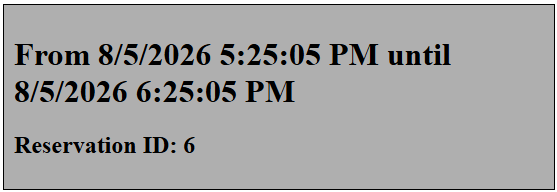 From 8/5/2026 5:25:05 PM until
8/5/2026 6:25:05 PM
Reservation ID: 6